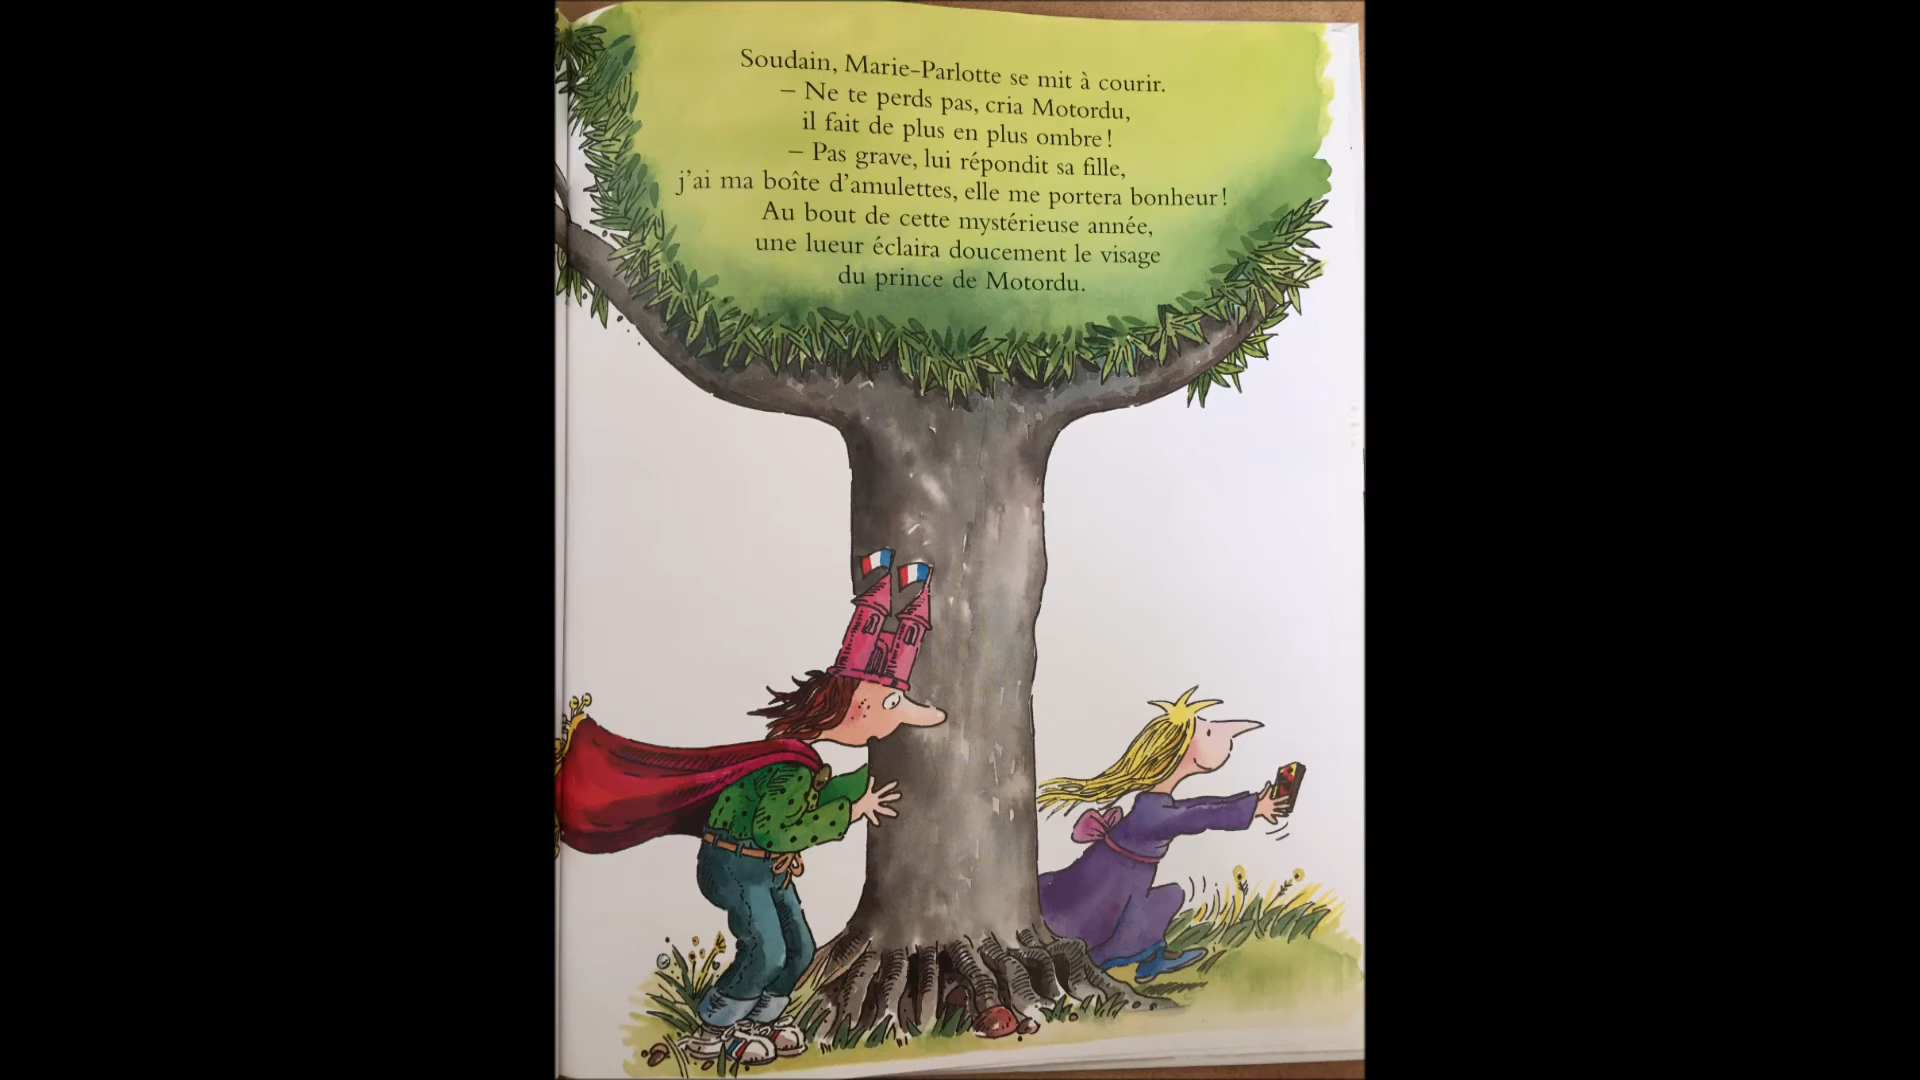 Soudain, Marie-Parlotte se mit à courir.
– Ne te perds pas, cria Motordu,
il fait de plus en plus ombre !
– Pas grave, lui répondit sa fille,
j'ai ma boîte d'amulettes, elle me portera bonheur !
Au bout de cette mystérieuse année,
une lueur éclaira doucement le visage
du prince de Motordu.